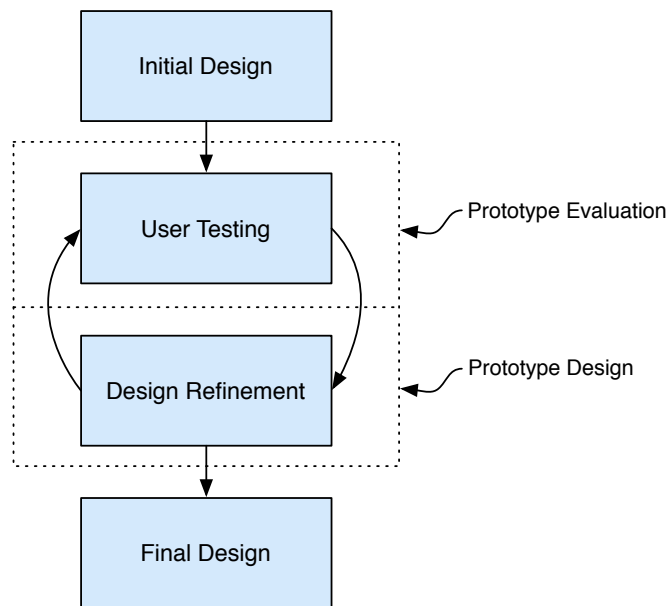 Initial Design
User Testing
Prototype Evaluation
Design Refinement
Prototype Design
Final Design